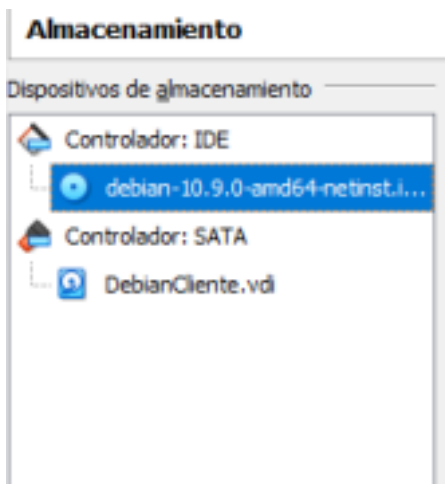 Almacenamiento
Dispositivos de almacenamiento
Controlador: IDE
debian-10.9.0-amd64-netinst.i...
Controlador: SATA
DebianCliente.vdi